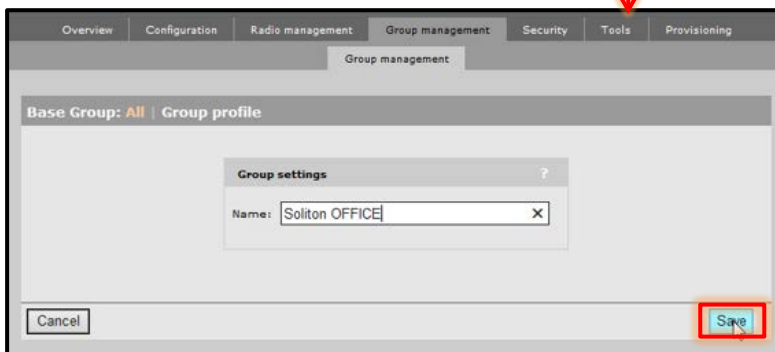 Overview Configuration Radio management Group management Security Tools Provisioning
Group management
Base Group: All | Group profile
Group settings ?
Name: Soliton OFFICE ×
Cancel Save